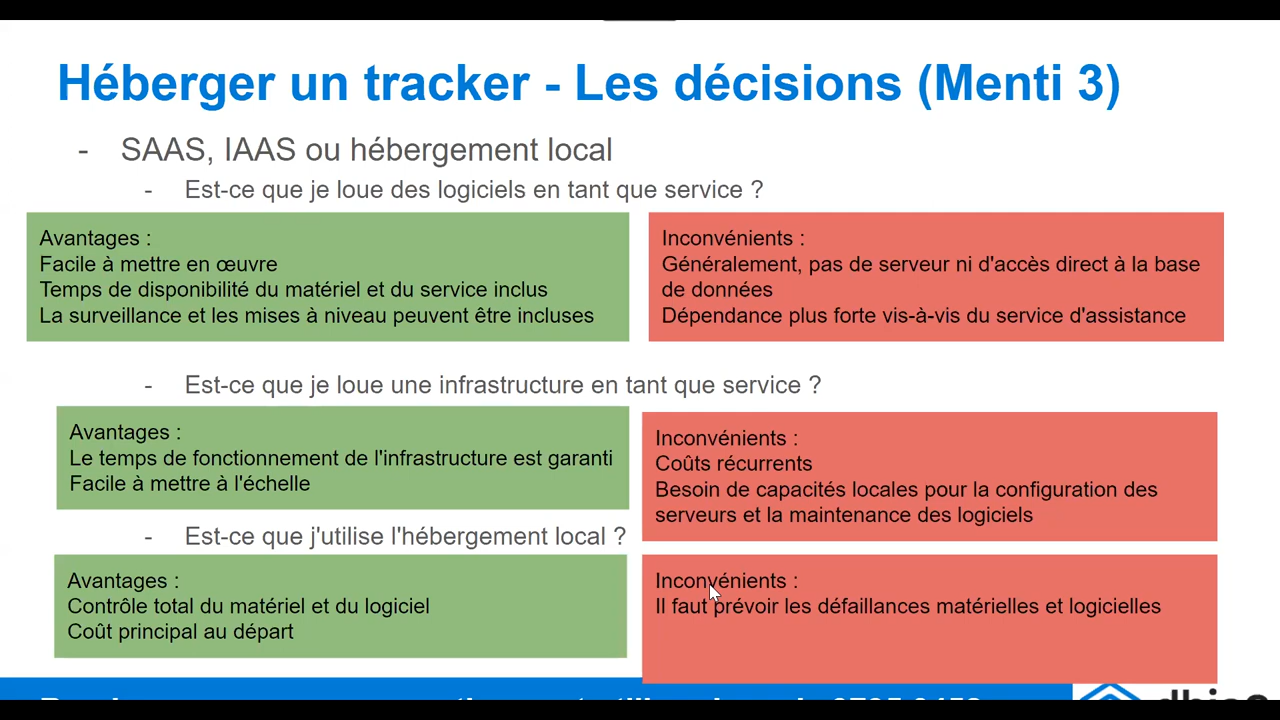 Héberger un tracker - Les décisions (Menti 3)
- SAAS, IAAS ou hébergement local
- Est-ce que je loue des logiciels en tant que service ?
Avantages :
Facile à mettre en œuvre
Temps de disponibilité du matériel et du service inclus
La surveillance et les mises à niveau peuvent être incluses
Inconvénients :
Généralement, pas de serveur ni d'accès direct à la base
de données
Dépendance plus forte vis-à-vis du service d'assistance
- Est-ce que je loue une infrastructure en tant que service ?
Avantages :
Le temps de fonctionnement de l'infrastructure est garanti
Facile à mettre à l'échelle
Inconvénients :
Coûts récurrents
Besoin de capacités locales pour la configuration des
serveurs et la maintenance des logiciels
- Est-ce que j'utilise l'hébergement local ?
Avantages :
Contrôle total du matériel et du logiciel
Coût principal au départ
Inconvénients :
Il faut prévoir les défaillances matérielles et logicielles